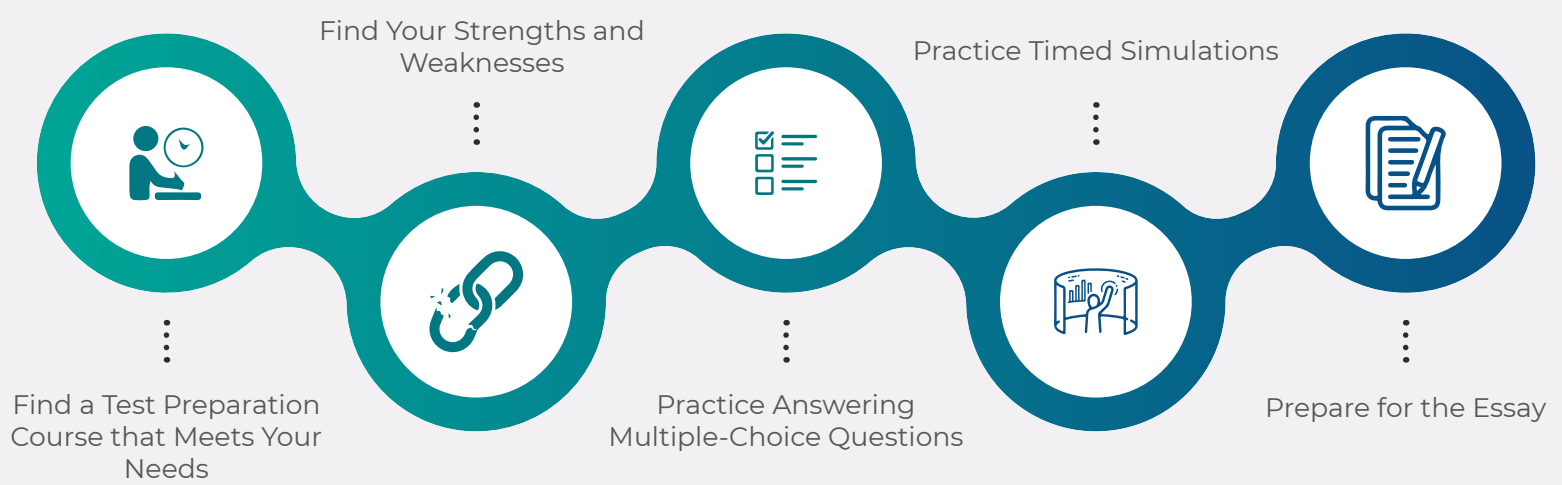 Find a Test Preparation
Course that Meets Your
Needs
Find Your Strengths and
Weaknesses
Practice Answering
Multiple-Choice Questions
Practice Timed Simulations
Prepare for the Essay